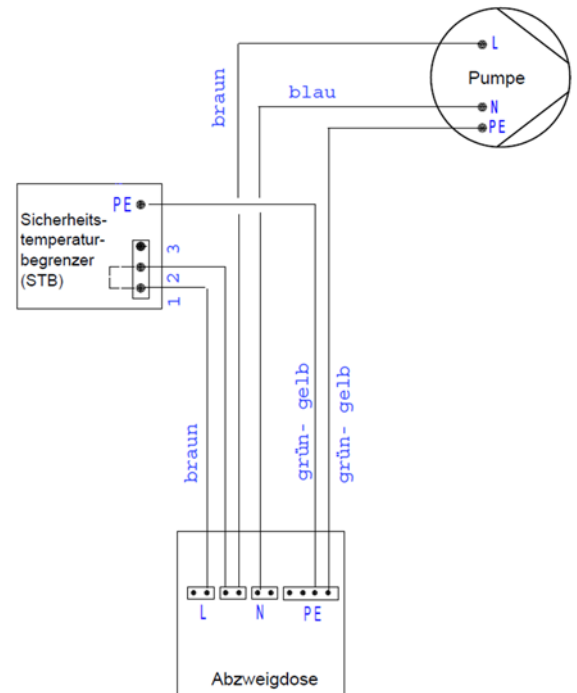 L
Pumpe
braun
blau
N
PE
PE
Sicherheits-
temperatur-
begrenzer
(STB)
3
2
1
braun
grün- gelb
grün- gelb
L
N
PE
Abzweigdose